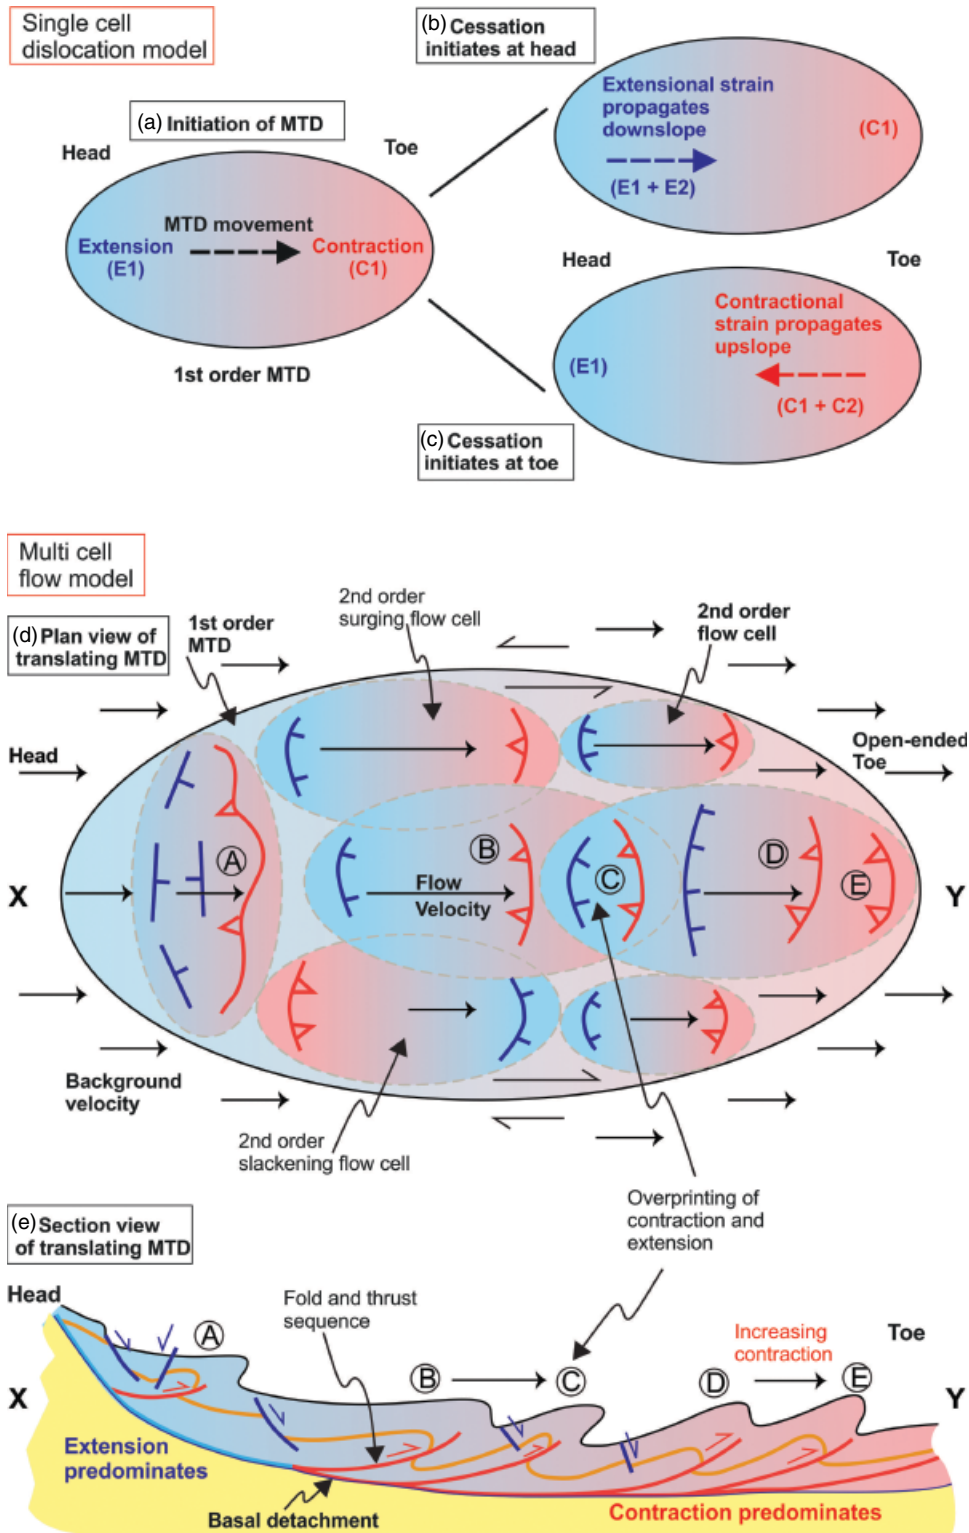 Single cell
dislocation model
(a) Initiation of MTD
Head
Toe
MTD movement
Extension
(E1)
Contraction
(C1)
1st order MTD
(b) Cessation
initiates at head
Extensional strain
propagates
downslope
(E1 + E2)
(C1)
Head
Toe
Contractional
strain propagates
upslope
(E1)
(C1 + C2)
(c) Cessation
initiates at toe
Multi cell
flow model
(d) Plan view of
translating MTD
1st order
MTD
2nd order
surging flow cell
2nd order
flow cell
Head
Open-ended
Toe
A
B
C
D
E
X
Flow
Velocity
Y
Background
velocity
2nd order
slackening flow cell
Overprinting of
contraction and
extension
(e) Section view
of translating MTD
Head
Fold and thrust
sequence
A
B
C
Increasing
contraction
D
E
Toe
X
Y
Extension
predominates
Basal detachment
Contraction predominates